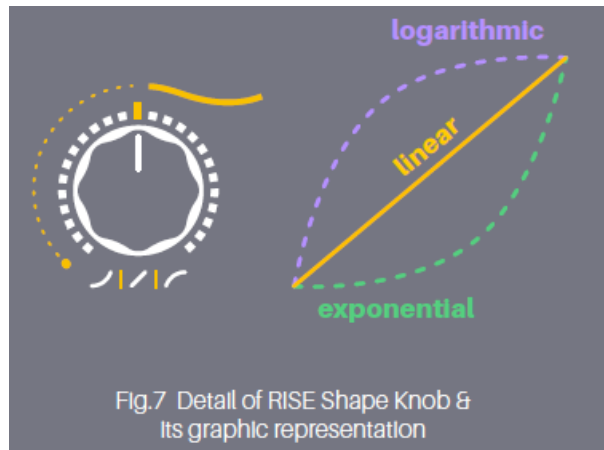 logarithmic
linear
exponential
Fig.7 Detail of RISE Shape Knob &
its graphic representation